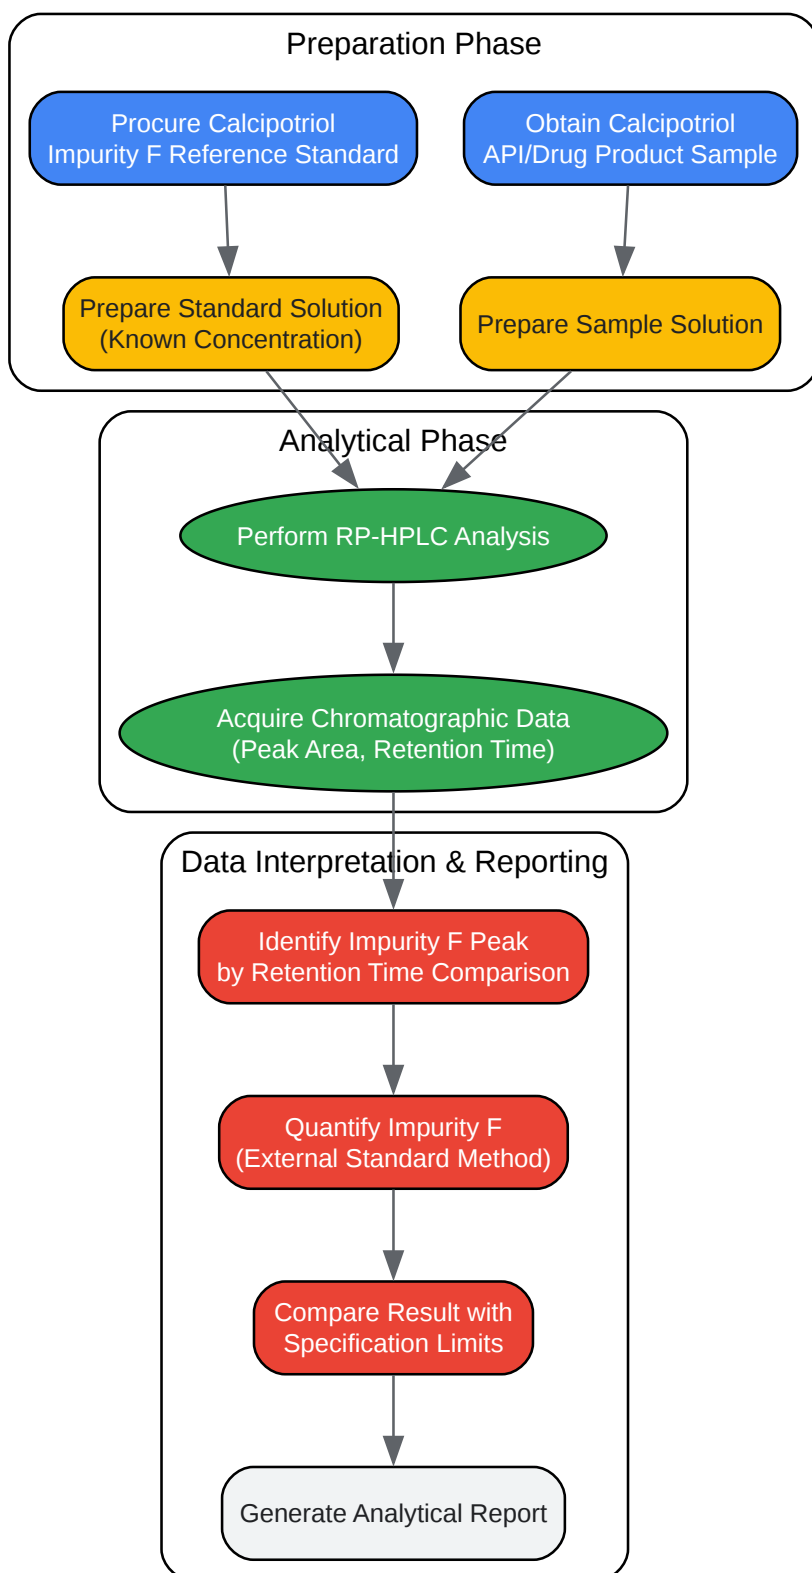 Preparation Phase
Procure Calcipotriol
Impurity F Reference Standard
Obtain Calcipotriol
API/Drug Product Sample
Prepare Standard Solution
(Known Concentration)
Prepare Sample Solution
Analytical Phase
Perform RP-HPLC Analysis
Acquire Chromatographic Data
(Peak Area, Retention Time)
Data Interpretation & Reporting
Identify Impurity F Peak
by Retention Time Comparison
Quantify Impurity F
(External Standard Method)
Compare Result with
Specification Limits
Generate Analytical Report